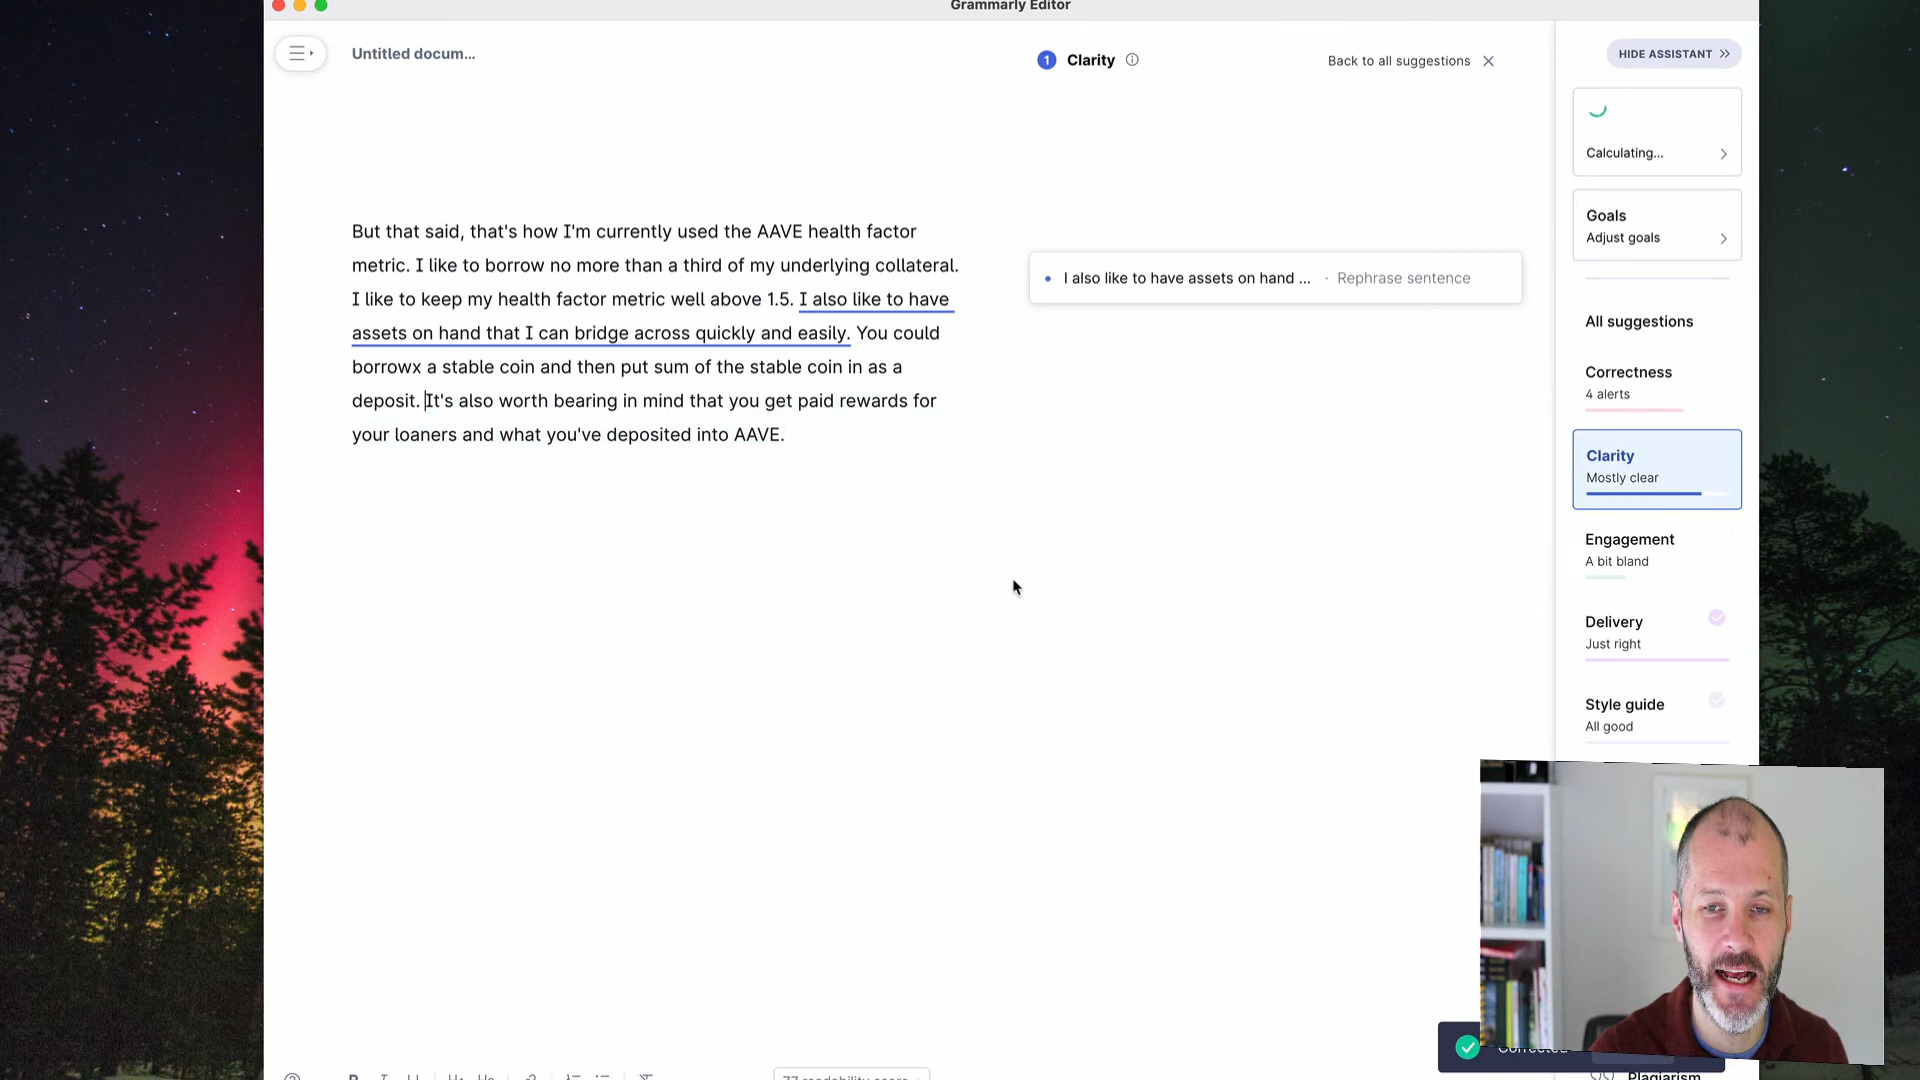 Grammarly Editor
Untitled docum...
1 Clarity
Back to all suggestions
HIDE ASSISTANT
Calculating...
Goals
Adjust goals
But that said, that's how I'm currently used the AAVE health factor
metric. I like to borrow no more than a third of my underlying collateral.
I like to keep my health factor metric well above 1.5. I also like to have
assets on hand that I can bridge across quickly and easily. You could
borrowx a stable coin and then put sum of the stable coin in as a
deposit. It's also worth bearing in mind that you get paid rewards for
your loaners and what you've deposited into AAVE.
I also like to have assets on hand ... · Rephrase sentence
All suggestions
Correctness
4 alerts
Clarity
Mostly clear
Engagement
A bit bland
Delivery
Just right
Style guide
All good
Corrected
77 readability score
Plagiarism